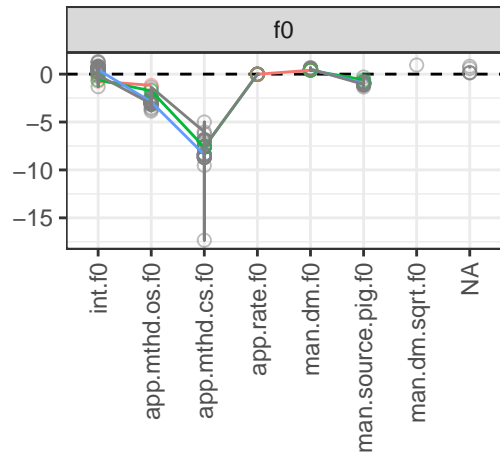 f0
0
−5
−10
−15
int.f0
app.mthd.os.f0
app.mthd.cs.f0
app.rate.f0
man.dm.f0
man.source.pig.f0
man.dm.sqrt.f0
NA